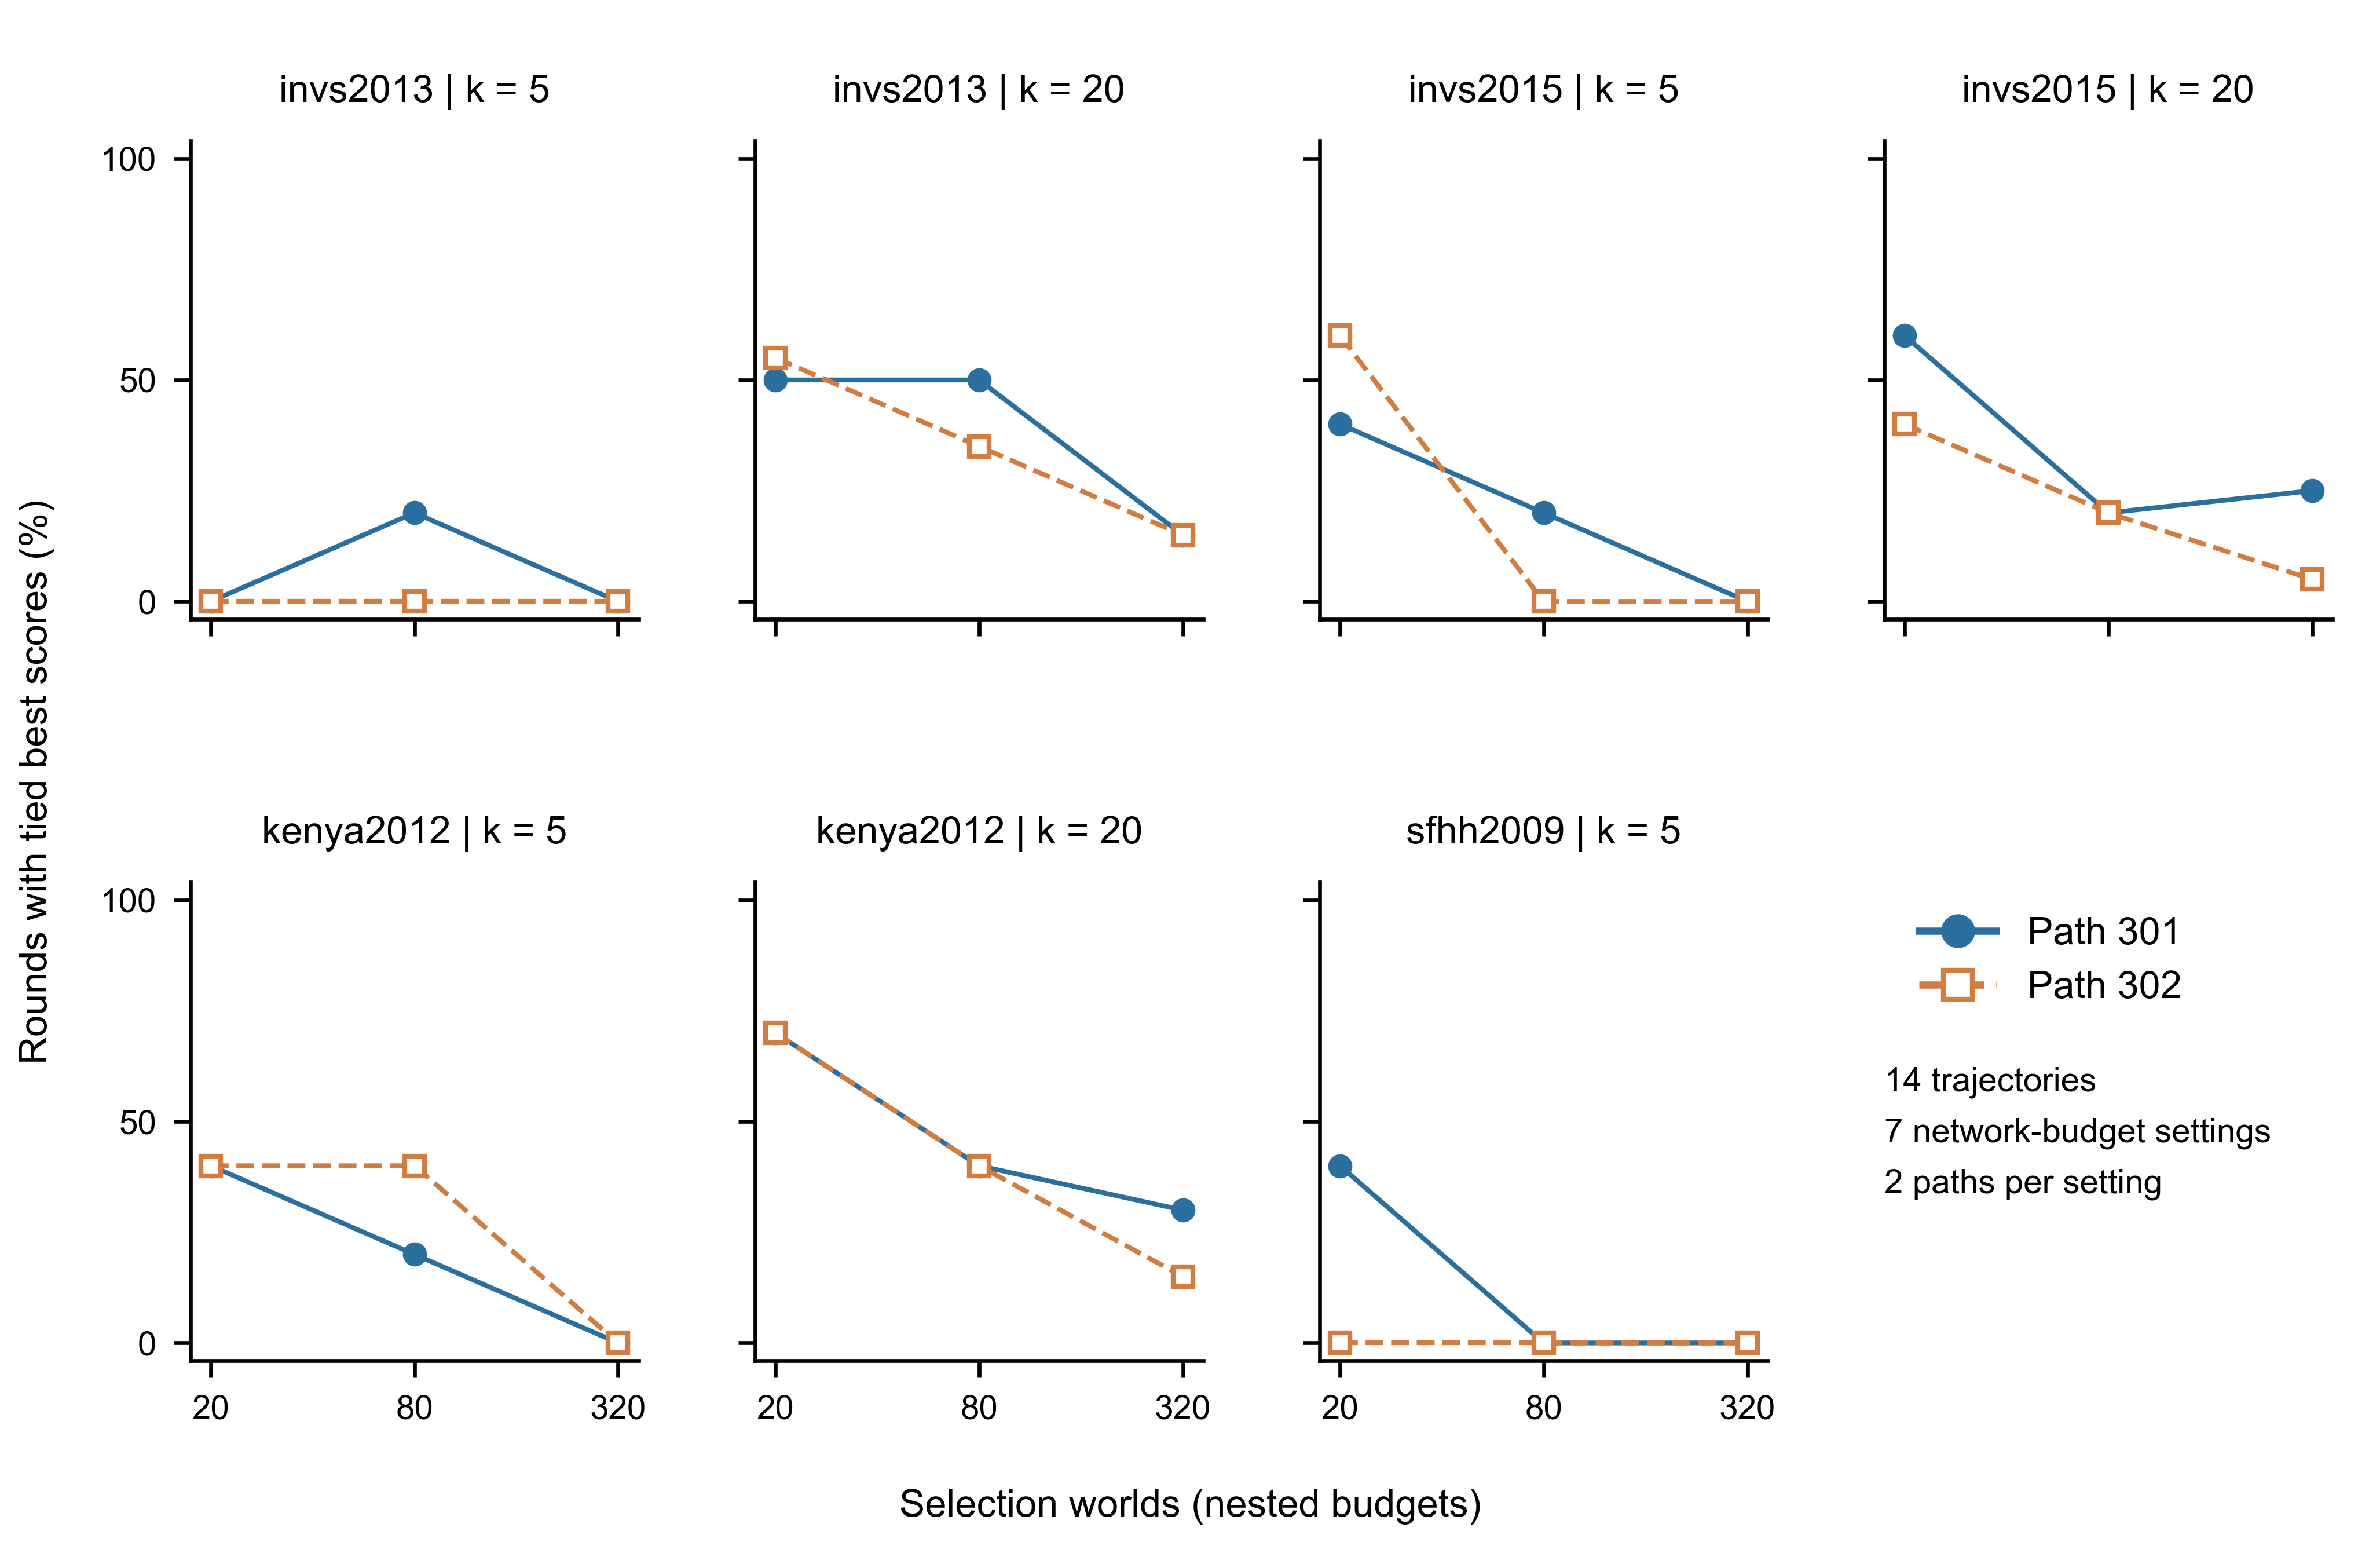 invs2013 | k = 5
invs2013 | k = 20
invs2015 | k = 5
invs2015 | k = 20
100
50
0
Rounds with tied best scores (%)
kenya2012 | k = 5
kenya2012 | k = 20
sfhh2009 | k = 5
100
50
0
Path 301
Path 302
14 trajectories
7 network-budget settings
2 paths per setting
20 80 320
20 80 320
20 80 320
Selection worlds (nested budgets)